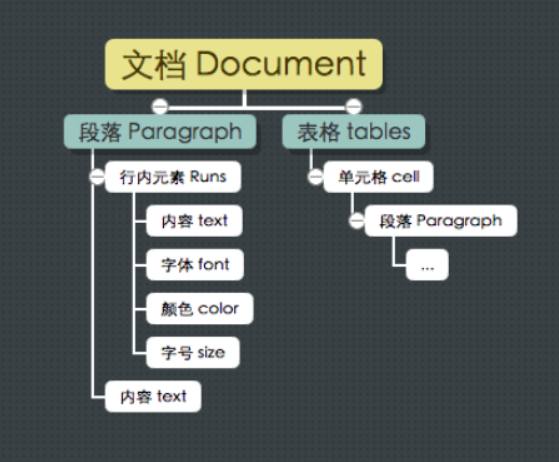 文档 Document
段落 Paragraph
表格 tables
行内元素 Runs
单元格 cell
内容 text
段落 Paragraph
字体 font
...
颜色 color
字号 size
内容 text